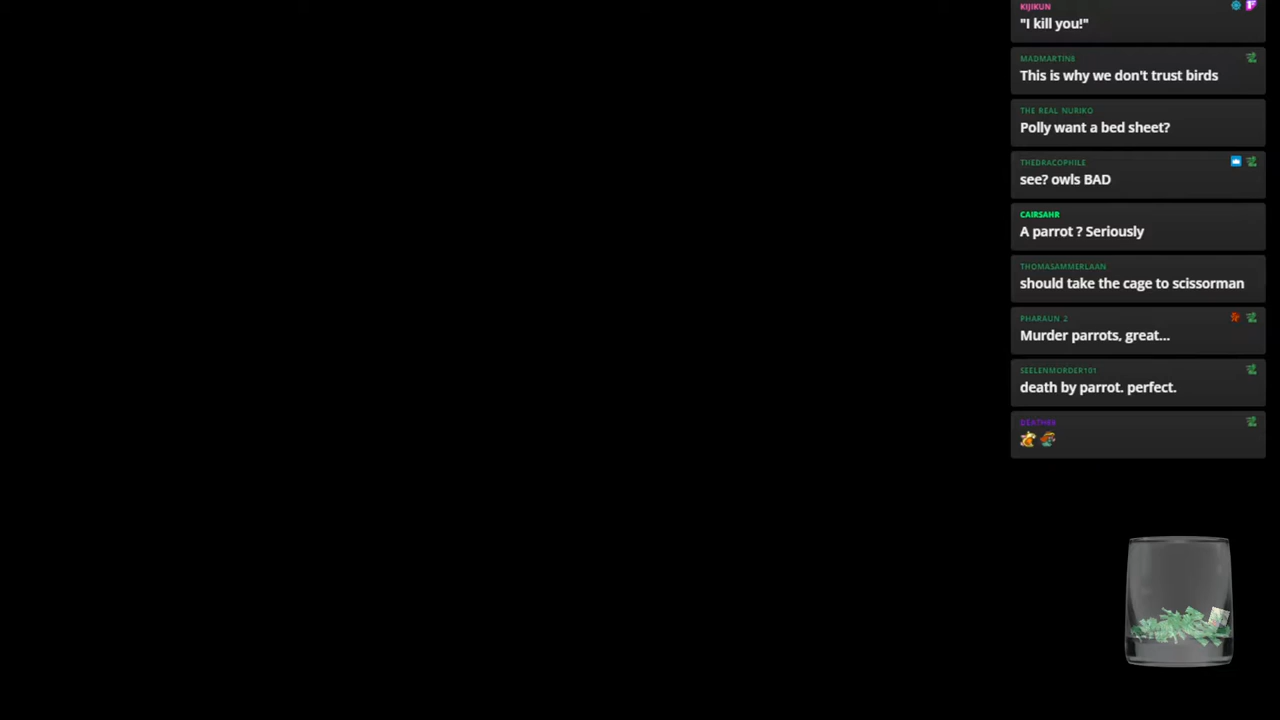 KIJIKUN
"I kill you!"
MADMARTIN8
This is why we don't trust birds
THE REAL NURIKO
Polly want a bed sheet?
THEDRACOPHILE
see? owls BAD
CAIRSAHR
A parrot ? Seriously
THOMASAMMERLAAN
should take the cage to scissorman
PHARAUN 2
Murder parrots, great...
SEELENMORDER101
death by parrot. perfect.